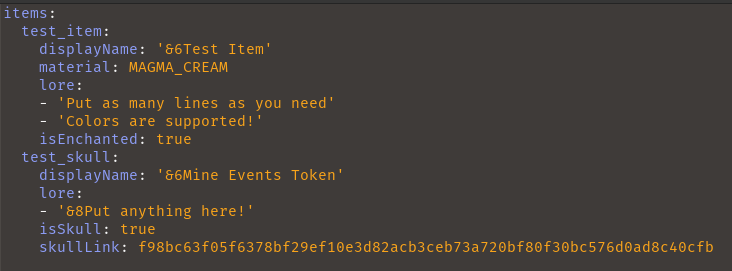 items:
  test_item:
    displayName: '&6Test Item'
    material: MAGMA_CREAM
    lore:
    - 'Put as many lines as you need'
    - 'Colors are supported!'
    isEnchanted: true
  test_skull:
    displayName: '&6Mine Events Token'
    lore:
    - '&8Put anything here!'
    isSkull: true
    skullLink: f98bc63f05f6378bf29ef10e3d82acb3ceb73a720bf80f30bc576d0ad8c40cfb